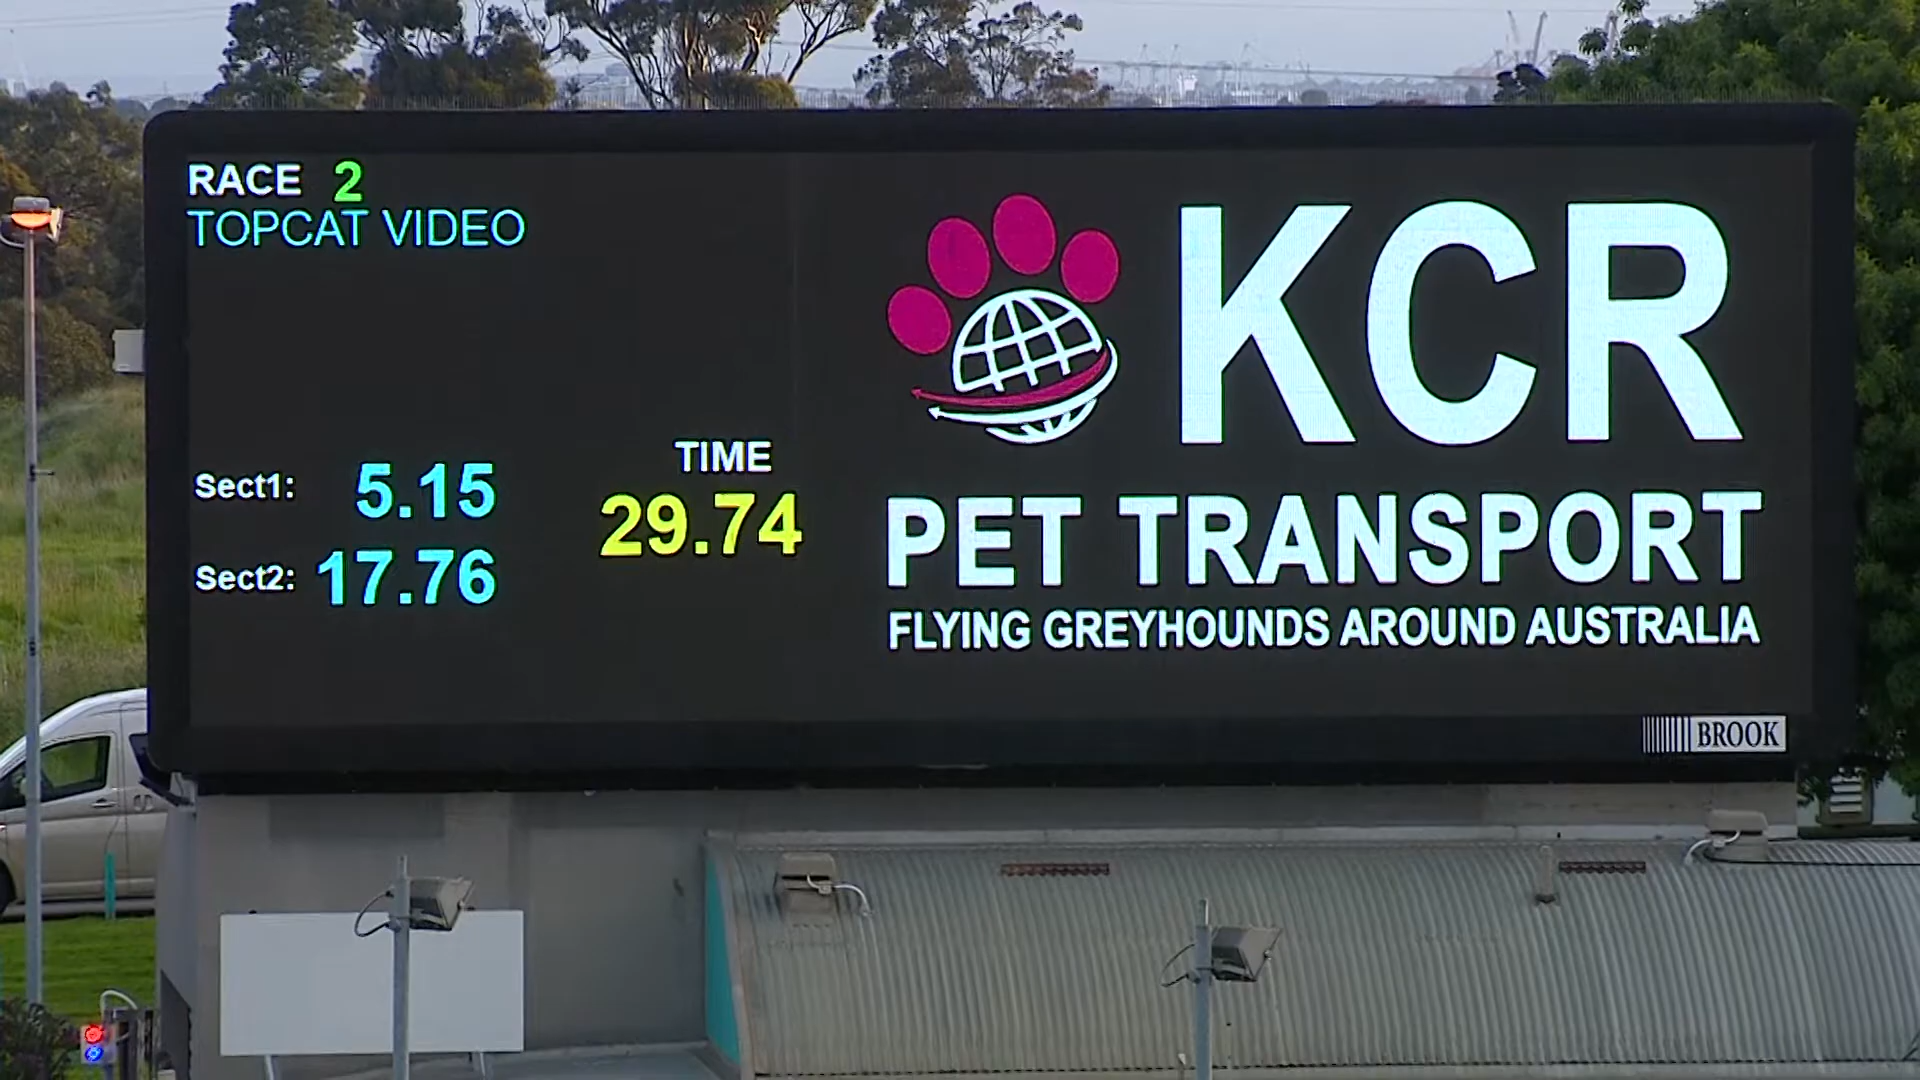 RACE 2
TOPCAT VIDEO
Sect1: 5.15
Sect2: 17.76
TIME
29.74
KCR
PET TRANSPORT
FLYING GREYHOUNDS AROUND AUSTRALIA
BROOK